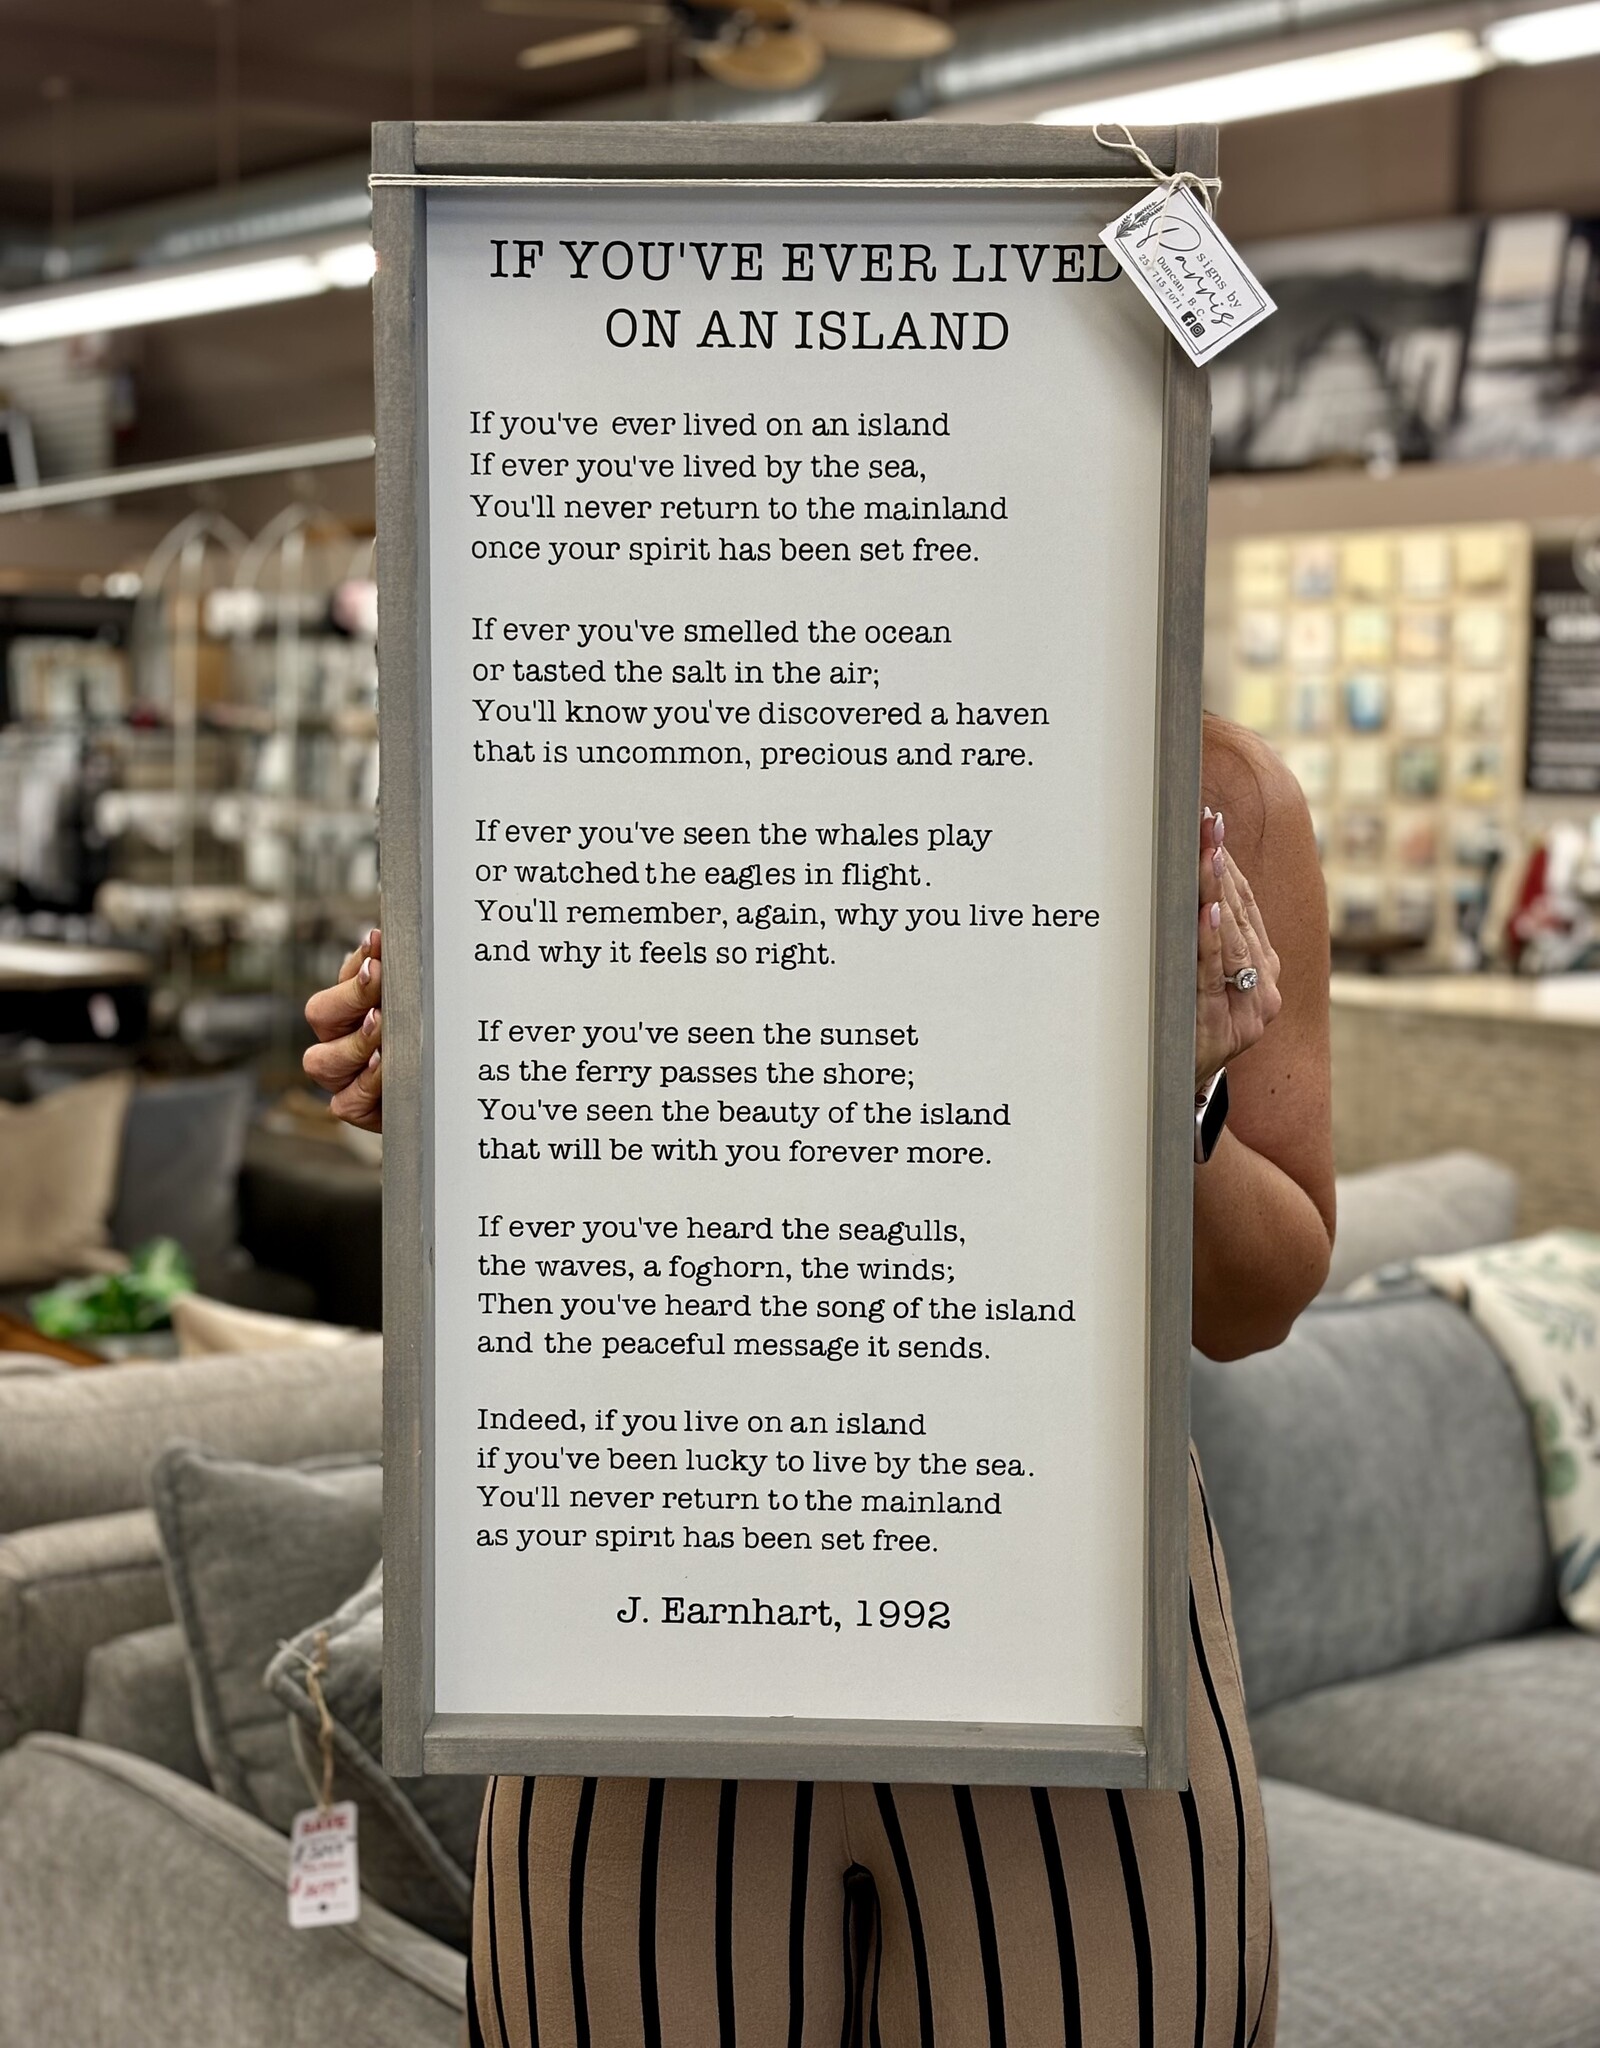 IF YOU'VE EVER LIVED
ON AN ISLAND
If you've ever lived on an island
If ever you've lived by the sea,
You'll never return to the mainland
once your spirit has been set free.
If ever you've smelled the ocean
or tasted the salt in the air;
You'll know you've discovered a haven
that is uncommon, precious and rare.
If ever you've seen the whales play
or watched the eagles in flight.
You'll remember, again, why you live here
and why it feels so right.
If ever you've seen the sunset
as the ferry passes the shore;
You've seen the beauty of the island
that will be with you forever more.
If ever you've heard the seagulls,
the waves, a foghorn, the winds;
Then you've heard the song of the island
and the peaceful message it sends.
Indeed, if you live on an island
if you've been lucky to live by the sea.
You'll never return to the mainland
as your spirit has been set free.
J. Earnhart, 1992
signs by
Dannis
Duncan, B.C.
715 7071
SAVE